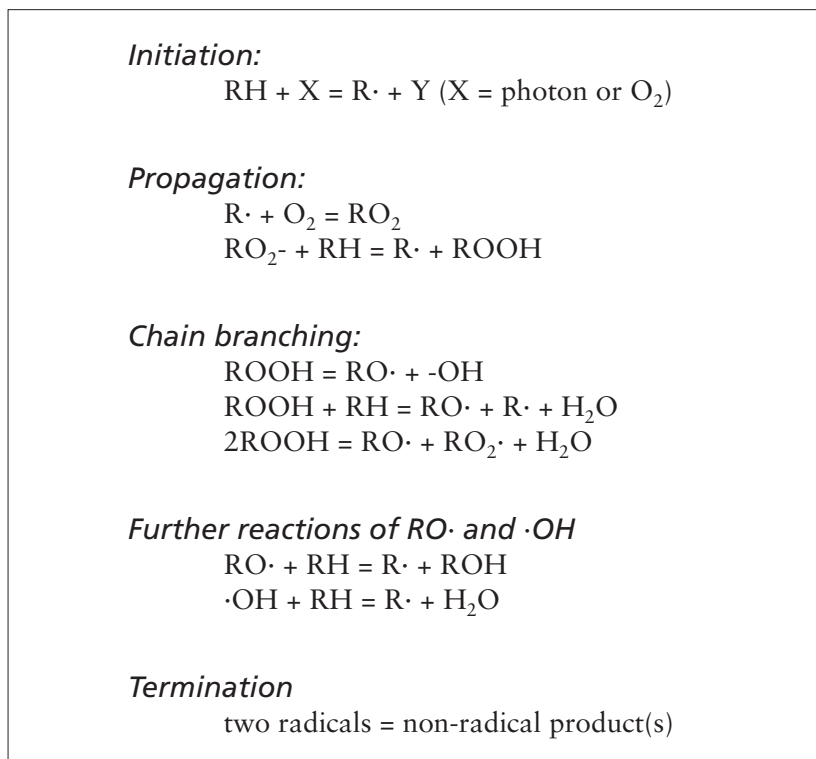 Initiation:
RH + X = R· + Y (X = photon or O₂)
Propagation:
R· + O₂ = RO₂
RO₂- + RH = R· + ROOH
Chain branching:
ROOH = RO· + -OH
ROOH + RH = RO· + R· + H₂O
2ROOH = RO· + RO₂· + H₂O
Further reactions of RO· and ·OH
RO· + RH = R· + ROH
·OH + RH = R· + H₂O
Termination
two radicals = non-radical product(s)